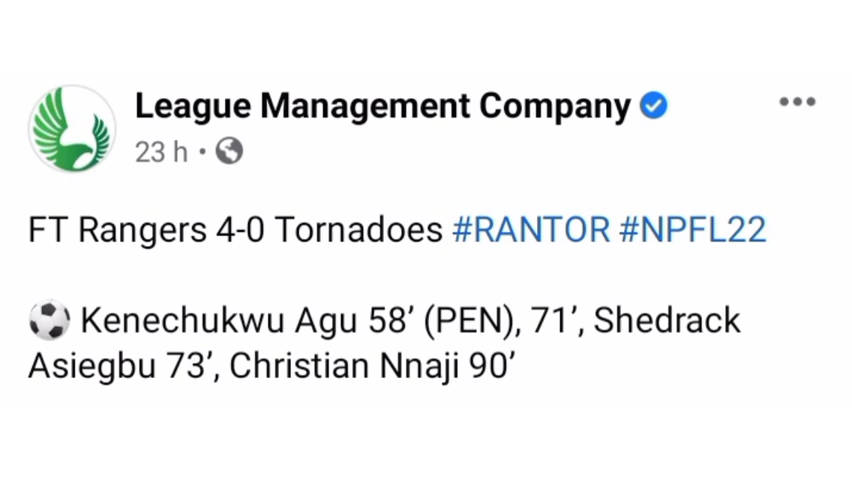 League Management Company
23 h ·
FT Rangers 4-0 Tornadoes #RANTOR #NPFL22
⚽ Kenechukwu Agu 58’ (PEN), 71’, Shedrack
Asiegbu 73’, Christian Nnaji 90’